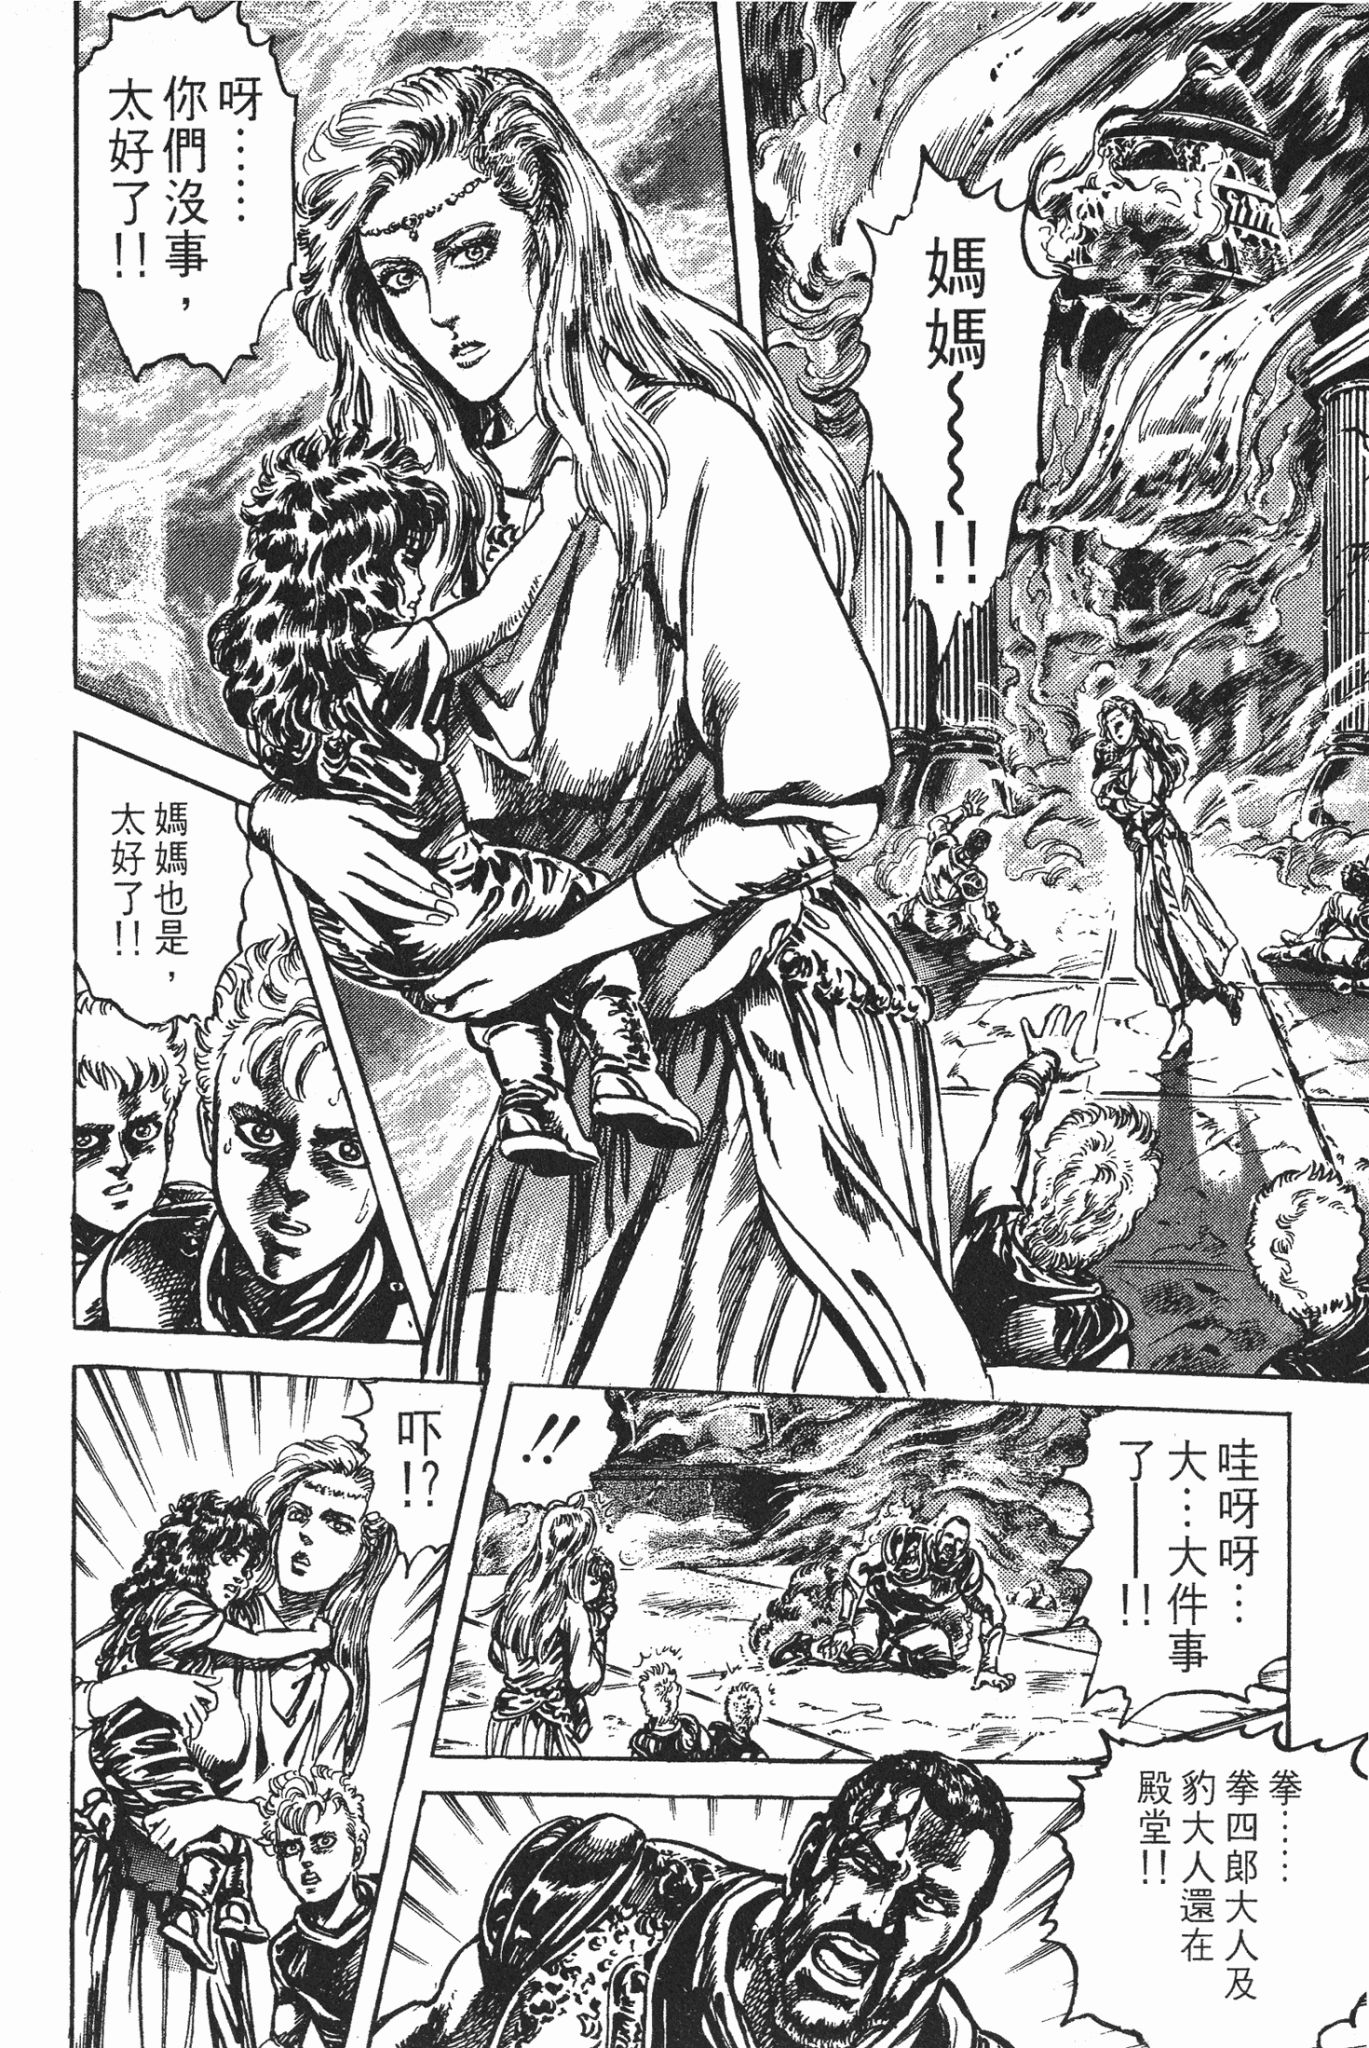 媽媽～～～!!
呀……
你們沒事，
太好了!!
媽媽也是，
太好了!!
哇呀呀…
大…大件事
了——!!
!!
拳……
拳四郎大人及
豹大人還在
殿堂!!
吓!?